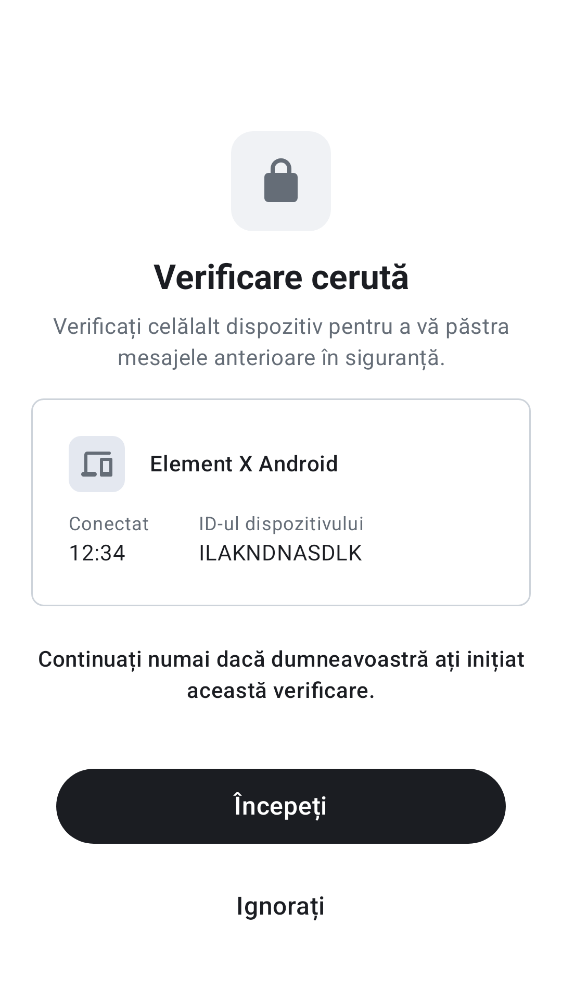 Verificare cerută
Verificați celălalt dispozitiv pentru a vă păstra
mesajele anterioare în siguranță.
Element X Android
Conectat
ID-ul dispozitivului
12:34
ILAKNDNASDLK
Continuați numai dacă dumneavoastră ați inițiat
această verificare.
Începeți
Ignorați